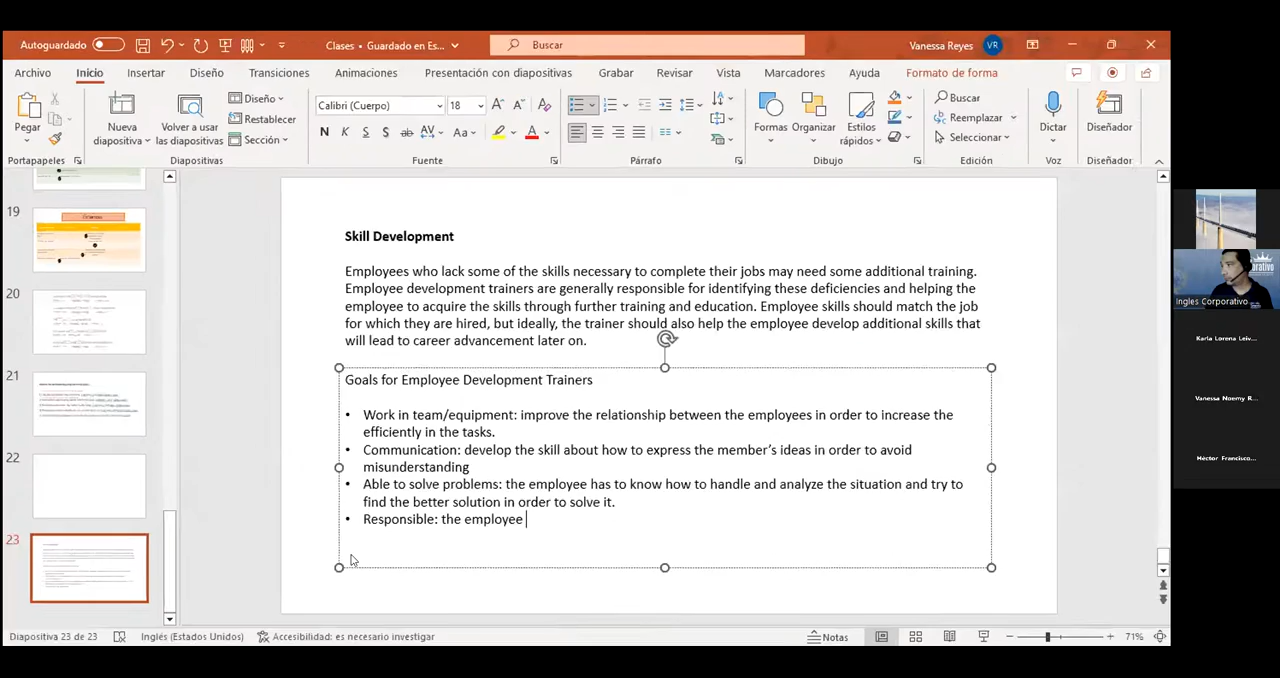 Autoguardado
Clases • Guardado en Es...
Buscar
Vanessa Reyes
VR
Archivo
Inicio
Insertar
Diseño
Transiciones
Animaciones
Presentación con diapositivas
Grabar
Revisar
Vista
Marcadores
Ayuda
Formato de forma
Pegar
Nueva diapositiva
Volver a usar las diapositivas
Diseño
Restablecer
Sección
Calibri (Cuerpo)
18
Formas
Organizar
Estilos rápidos
Buscar
Reemplazar
Seleccionar
Dictar
Diseñador
Portapapeles
Diapositivas
Fuente
Párrafo
Dibujo
Edición
Voz
Diseñador
19
20
21
22
23
Skill Development
Employees who lack some of the skills necessary to complete their jobs may need some additional training.
Employee development trainers are generally responsible for identifying these deficiencies and helping the
employee to acquire the skills through further training and education. Employee skills should match the job
for which they are hired, but ideally, the trainer should also help the employee develop additional skills that
will lead to career advancement later on.
Goals for Employee Development Trainers
• Work in team/equipment: improve the relationship between the employees in order to increase the
efficiently in the tasks.
• Communication: develop the skill about how to express the member's ideas in order to avoid
misunderstanding
• Able to solve problems: the employee has to know how to handle and analyze the situation and try to
find the better solution in order to solve it.
• Responsible: the employee
Ingles Corporativo
Karla Lorena Leiv...
Vanessa Noemy R...
Héctor Francisco...
Diapositiva 23 de 23
Inglés (Estados Unidos)
Accesibilidad: es necesario investigar
Notas
71%